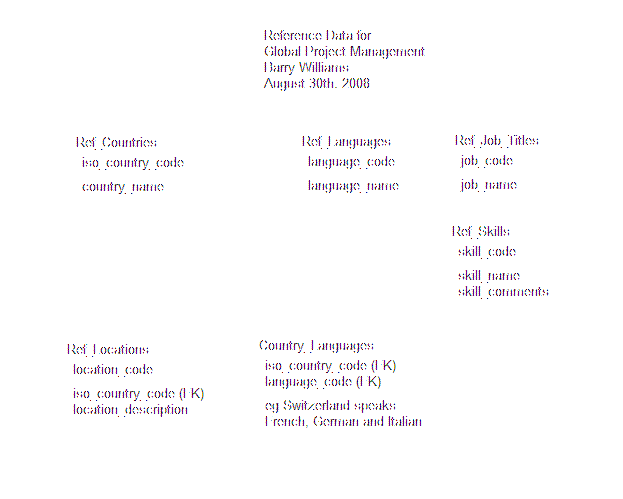 Reference Data for
Global Project Management
Barry Williams
August 30th. 2008
Ref_Countries
iso_country_code
country_name
Ref_Languages
language_code
language_name
Ref_Job_Titles
job_code
job_name
Ref_Skills
skill_code
skill_name
skill_comments
Ref_Locations
location_code
iso_country_code (FK)
location_description
Country_Languages
iso_country_code (FK)
language_code (FK)
eg Switzerland speaks
French, German and Italian